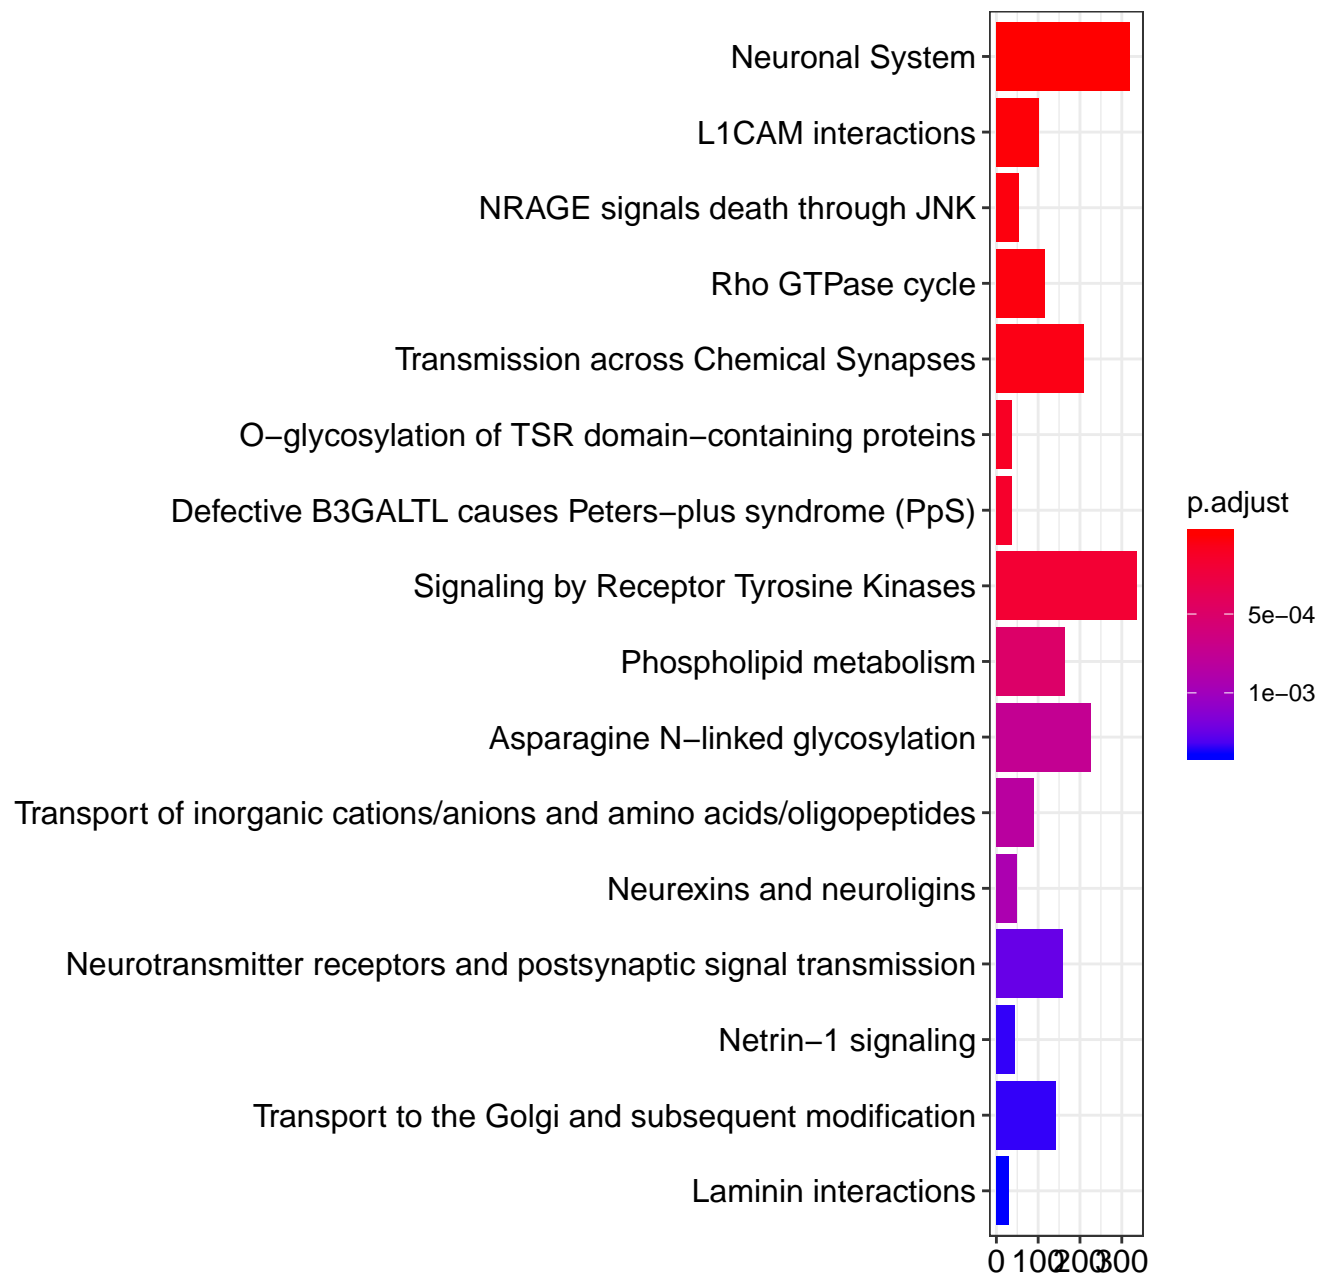 Neuronal System
L1CAM interactions
NRAGE signals death through JNK
Rho GTPase cycle
Transmission across Chemical Synapses
O−glycosylation of TSR domain−containing proteins
Defective B3GALTL causes Peters−plus syndrome (PpS)
Signaling by Receptor Tyrosine Kinases
Phospholipid metabolism
Asparagine N−linked glycosylation
Transport of inorganic cations/anions and amino acids/oligopeptides
Neurexins and neuroligins
Neurotransmitter receptors and postsynaptic signal transmission
Netrin−1 signaling
Transport to the Golgi and subsequent modification
Laminin interactions
0 100 200 300
p.adjust
5e−04
1e−03